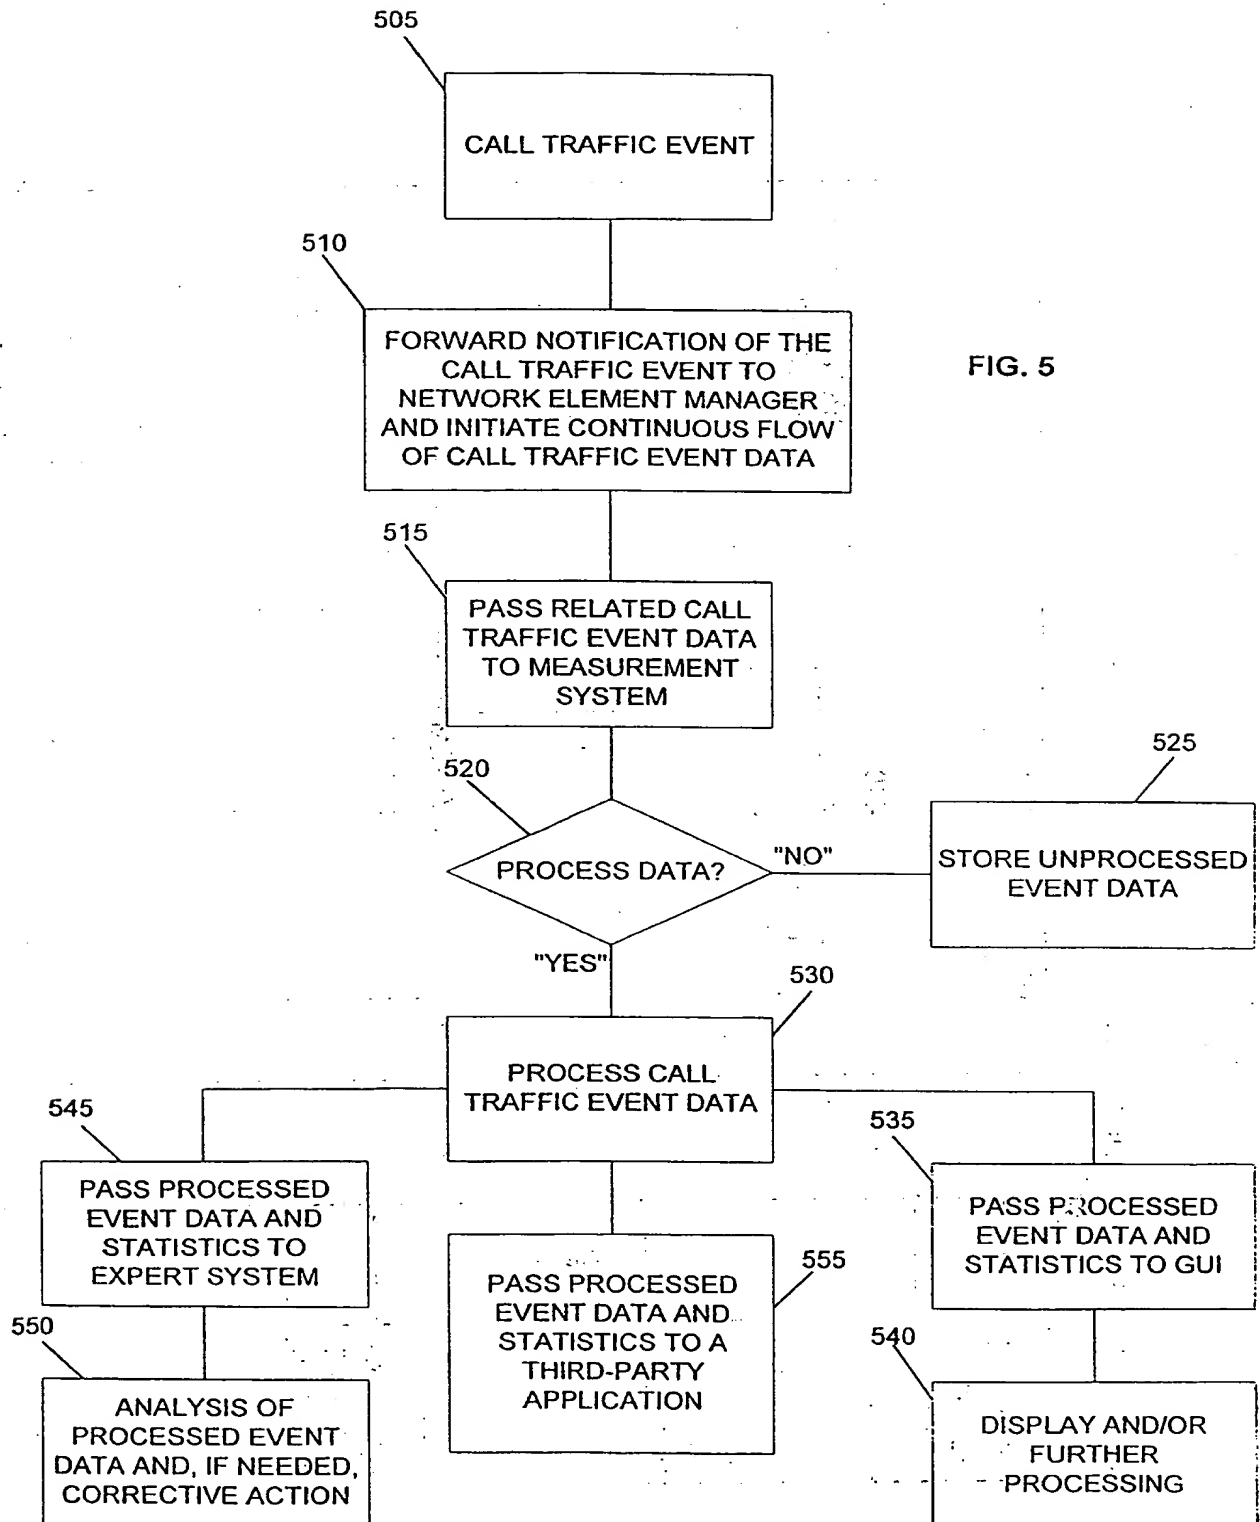 505
CALL TRAFFIC EVENT
510
FORWARD NOTIFICATION OF THE
CALL TRAFFIC EVENT TO
NETWORK ELEMENT MANAGER
AND INITIATE CONTINUOUS FLOW
OF CALL TRAFFIC EVENT DATA
FIG. 5
515
PASS RELATED CALL
TRAFFIC EVENT DATA
TO MEASUREMENT
SYSTEM
520
PROCESS DATA?
"NO"
525
STORE UNPROCESSED
EVENT DATA
"YES"
530
PROCESS CALL
TRAFFIC EVENT DATA
545
PASS PROCESSED
EVENT DATA AND
STATISTICS TO
EXPERT SYSTEM
550
ANALYSIS OF
PROCESSED EVENT
DATA AND, IF NEEDED,
CORRECTIVE ACTION
555
PASS PROCESSED
EVENT DATA AND
STATISTICS TO A
THIRD-PARTY
APPLICATION
535
PASS PROCESSED
EVENT DATA AND
STATISTICS TO GUI
540
DISPLAY AND/OR
FURTHER
PROCESSING